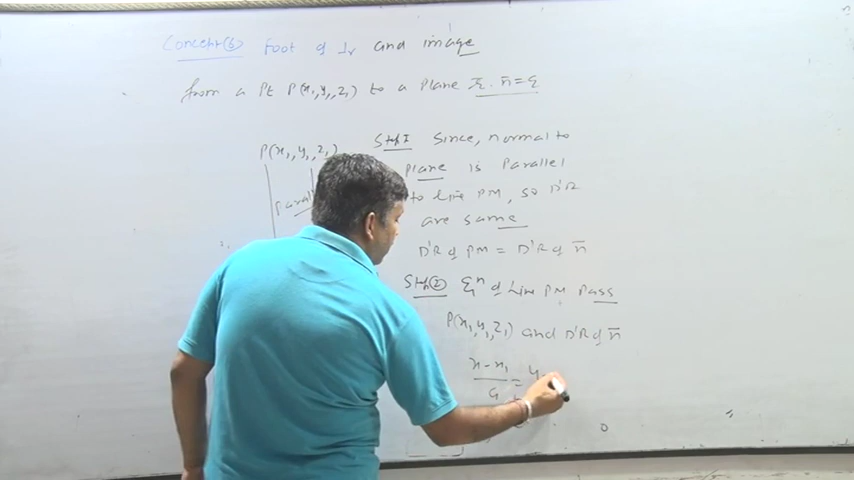 Concept (6) Foot of ⊥r and image
from a Pt P(x₁, y₁, z₁) to a Plane r̄. n̄ = q
P(x₁, y₁, z₁)
Step I Since, normal to
Plane is Parallel
to line PM, so D'R
are same
D'R of PM = D'R of n̄
Step (2) Eqⁿ of Line PM Pass
P(x₁, y₁, z₁) and D'R of n̄
x - x₁ / a = y